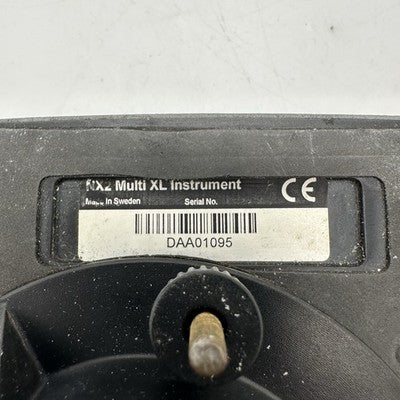 NX2 Multi XL Instrument
Made In Sweden Serial No.
CE
DAA01095